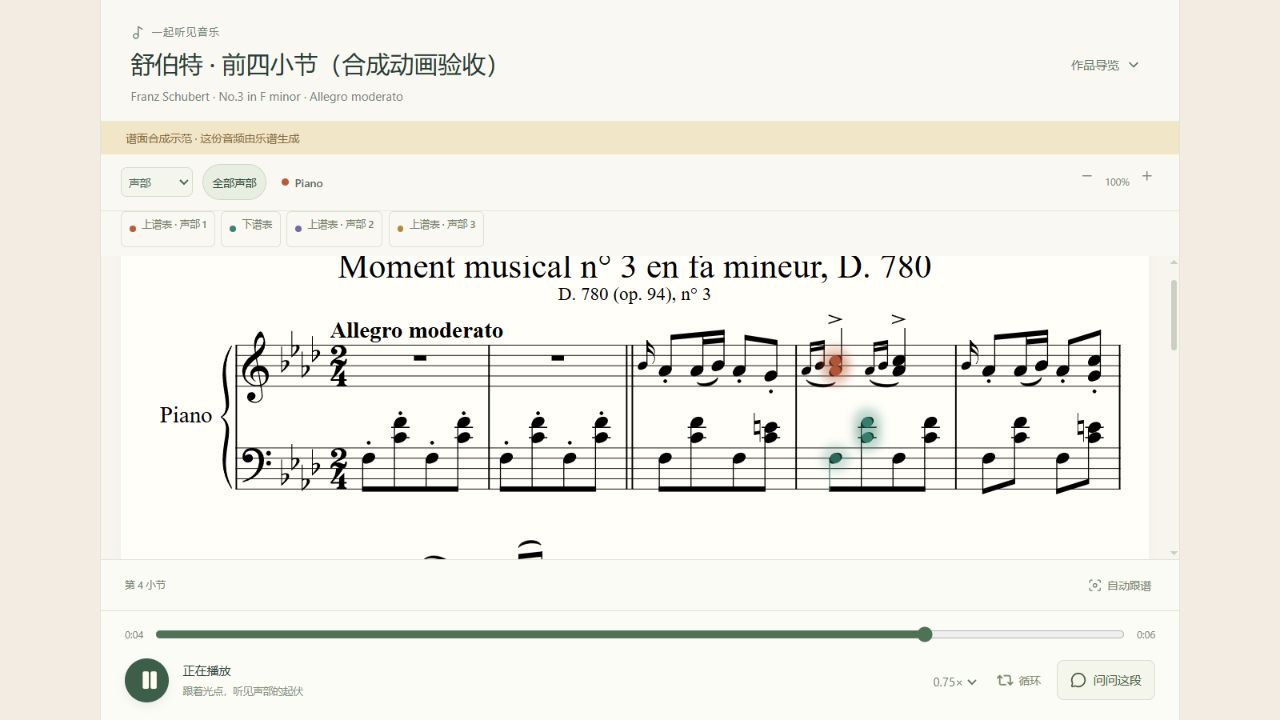 一起听见音乐
舒伯特 · 前四小节（合成动画验收）
作品导览
Franz Schubert · No.3 in F minor · Allegro moderato
谱面合成示范 · 这份音频由乐谱生成
声部
全部声部
Piano
100%
上谱表 · 声部 1
下谱表
上谱表 · 声部 2
上谱表 · 声部 3
Moment musical n° 3 en fa mineur, D. 780
D. 780 (op. 94), n° 3
Allegro moderato
2
4
Piano
2
4
第 4 小节
自动跟谱
0:04
0:06
正在播放
跟着光点，听见声部的起伏
0.75×
循环
问问这段